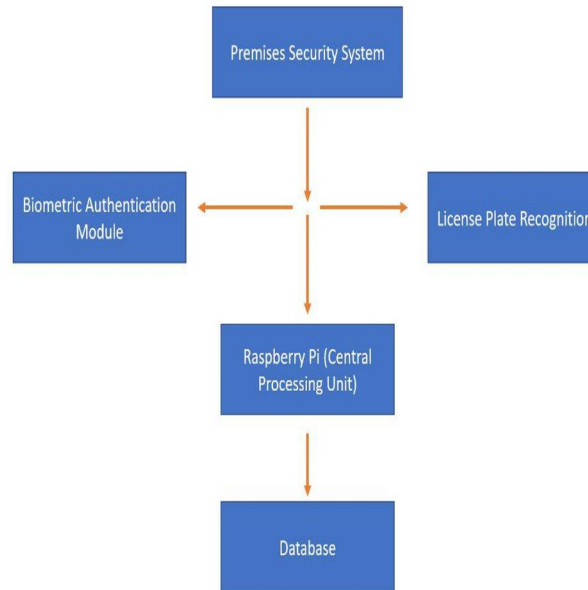 Premises Security System
Biometric Authentication
Module
License Plate Recognition
Raspberry Pi (Central
Processing Unit)
Database